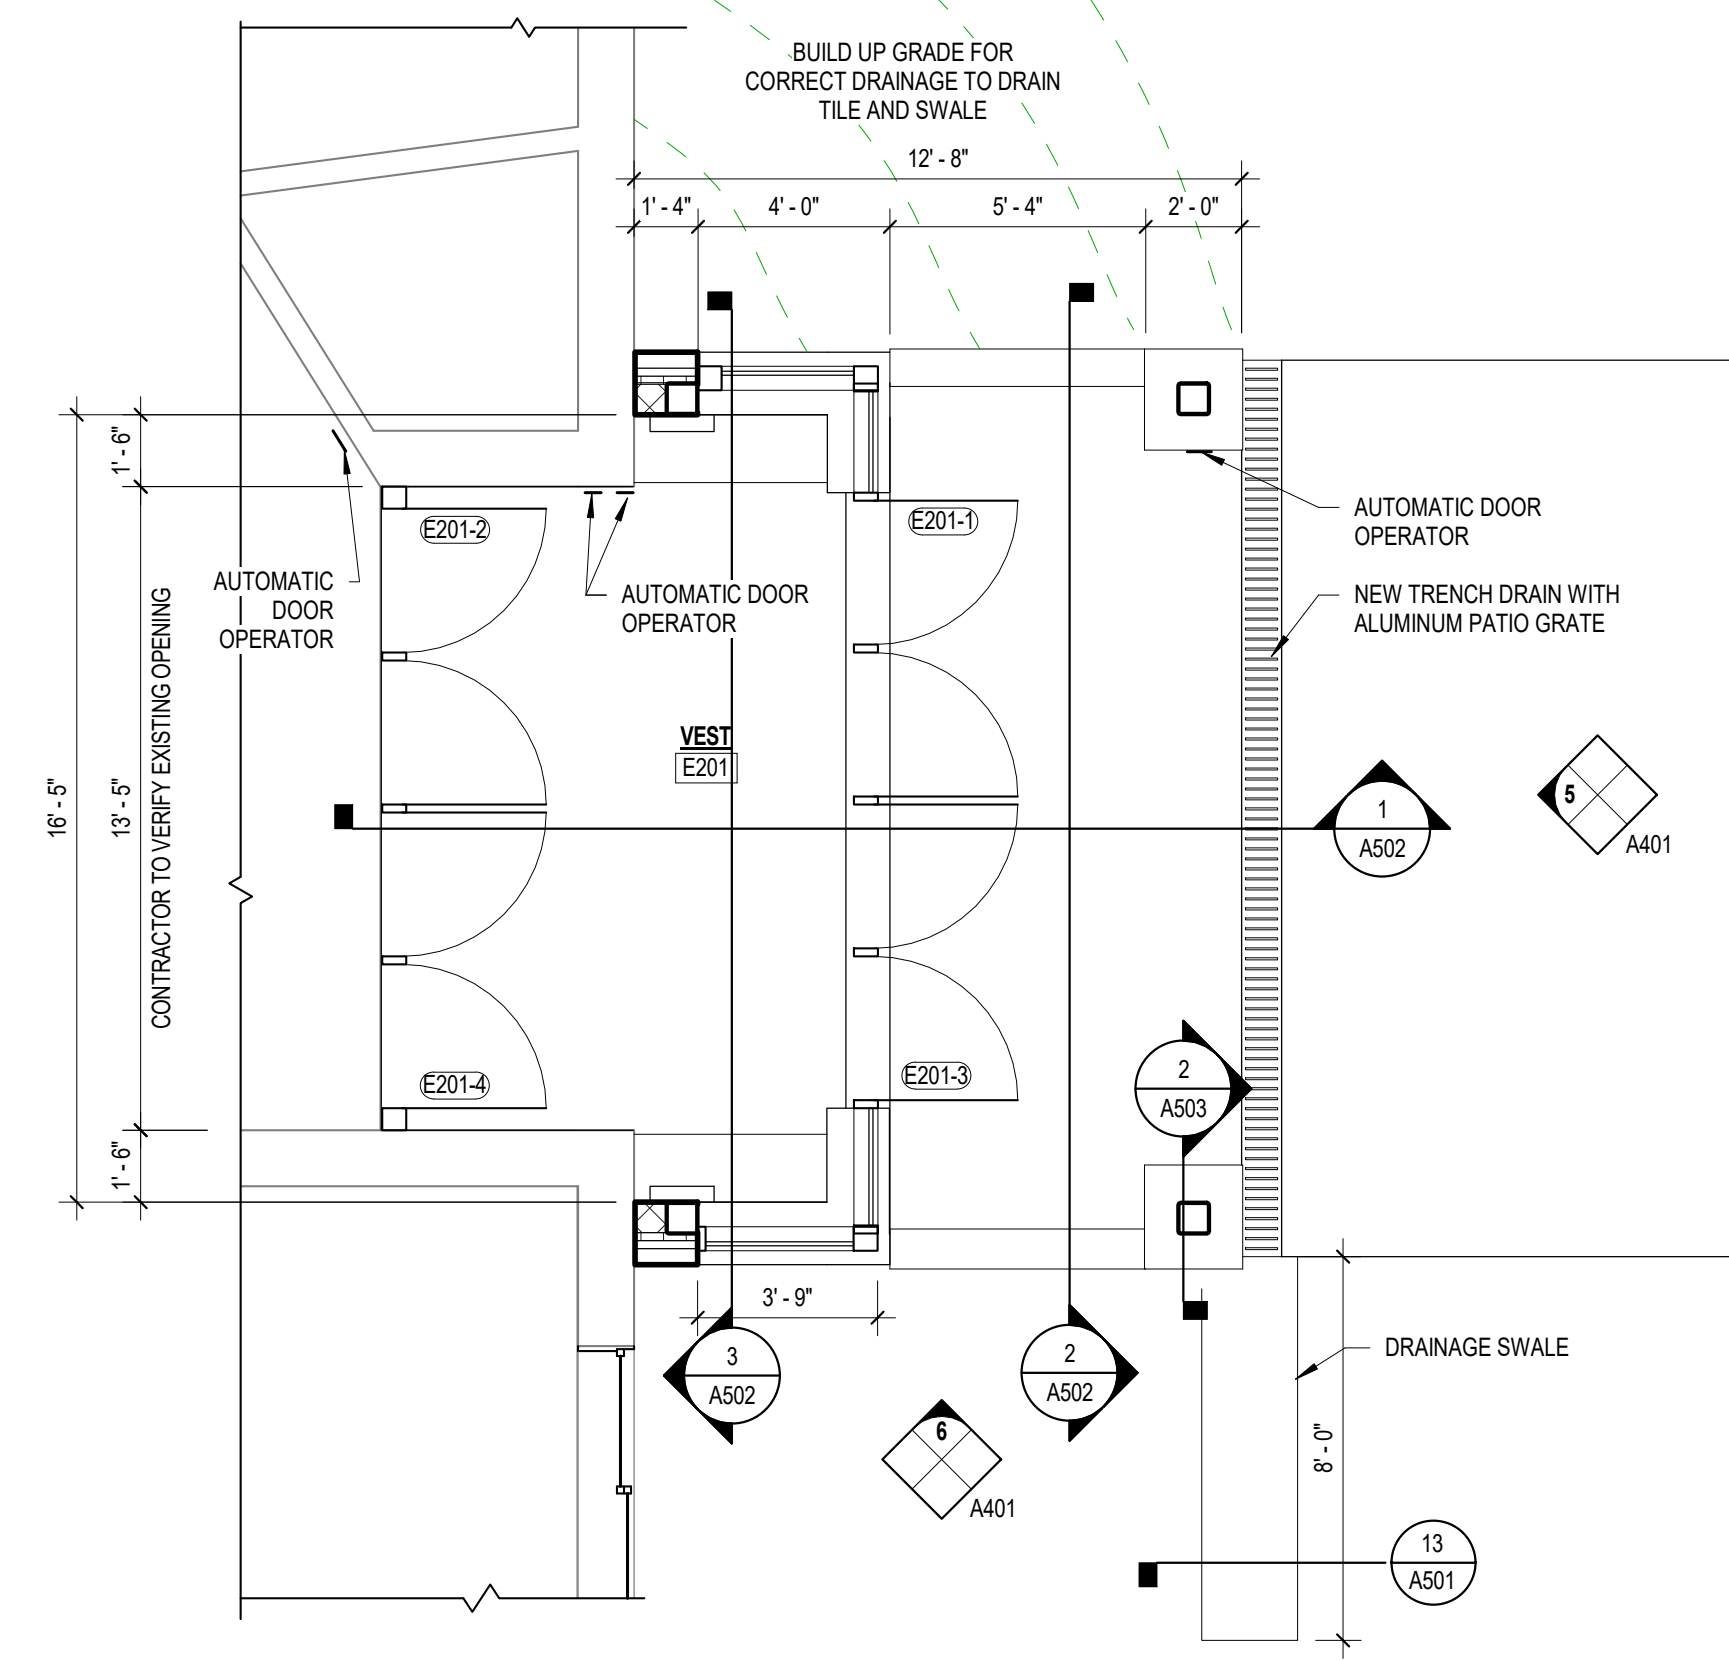 BUILD UP GRADE FOR
CORRECT DRAINAGE TO DRAIN
TILE AND SWALE
12' - 8"
1' - 4"
4' - 0"
5' - 4"
2' - 0"
1' - 6"
16' - 5"
13' - 5"
CONTRACTOR TO VERIFY EXISTING OPENING
1' - 6"
E201-2
E201-1
AUTOMATIC
DOOR
OPERATOR
AUTOMATIC DOOR
OPERATOR
AUTOMATIC DOOR
OPERATOR
NEW TRENCH DRAIN WITH
ALUMINUM PATIO GRATE
VEST
E201
1
A502
5
A401
E201-4
E201-3
2
A503
3' - 9"
3
A502
2
A502
6
A401
DRAINAGE SWALE
8' - 0"
13
A501